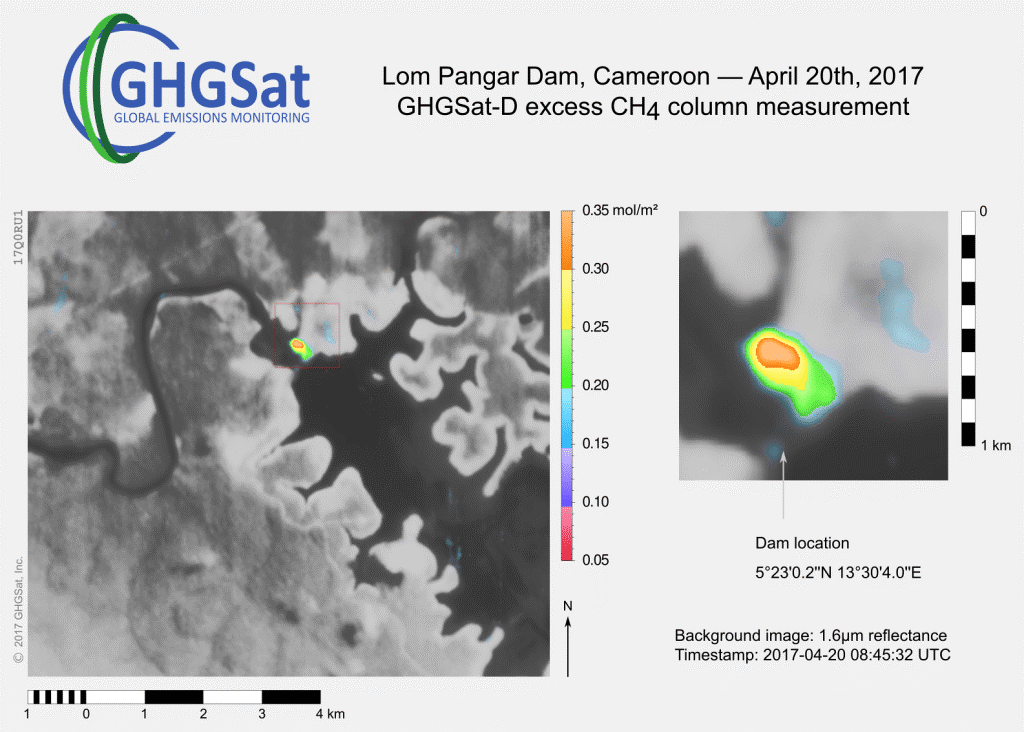 GHGSat
GLOBAL EMISSIONS MONITORING
Lom Pangar Dam, Cameroon — April 20th, 2017
GHGSat-D excess CH4 column measurement
17Q0RU1
© 2017 GHGSat, Inc.
0.35 mol/m²
0.30
0.25
0.20
0.15
0.10
0.05
N
1 0 1 2 3 4 km
0
1 km
Dam location
5°23'0.2"N 13°30'4.0"E
Background image: 1.6µm reflectance
Timestamp: 2017-04-20 08:45:32 UTC